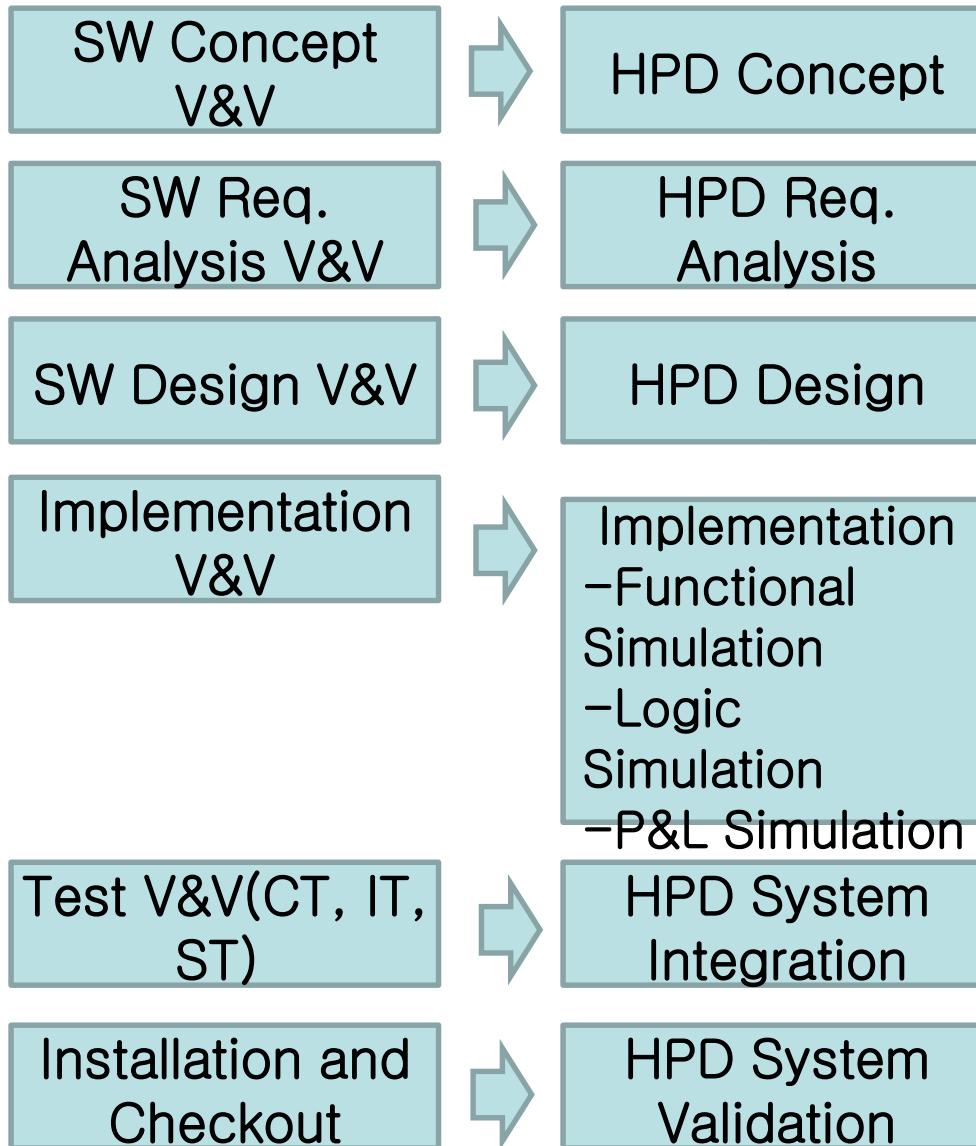 SW Concept
V&V
HPD Concept
SW Req.
Analysis V&V
HPD Req.
Analysis
SW Design V&V
HPD Design
Implementation
V&V
Implementation
-Functional
Simulation
-Logic
Simulation
-P&L Simulation
Test V&V(CT, IT,
ST)
HPD System
Integration
Installation and
Checkout
HPD System
Validation